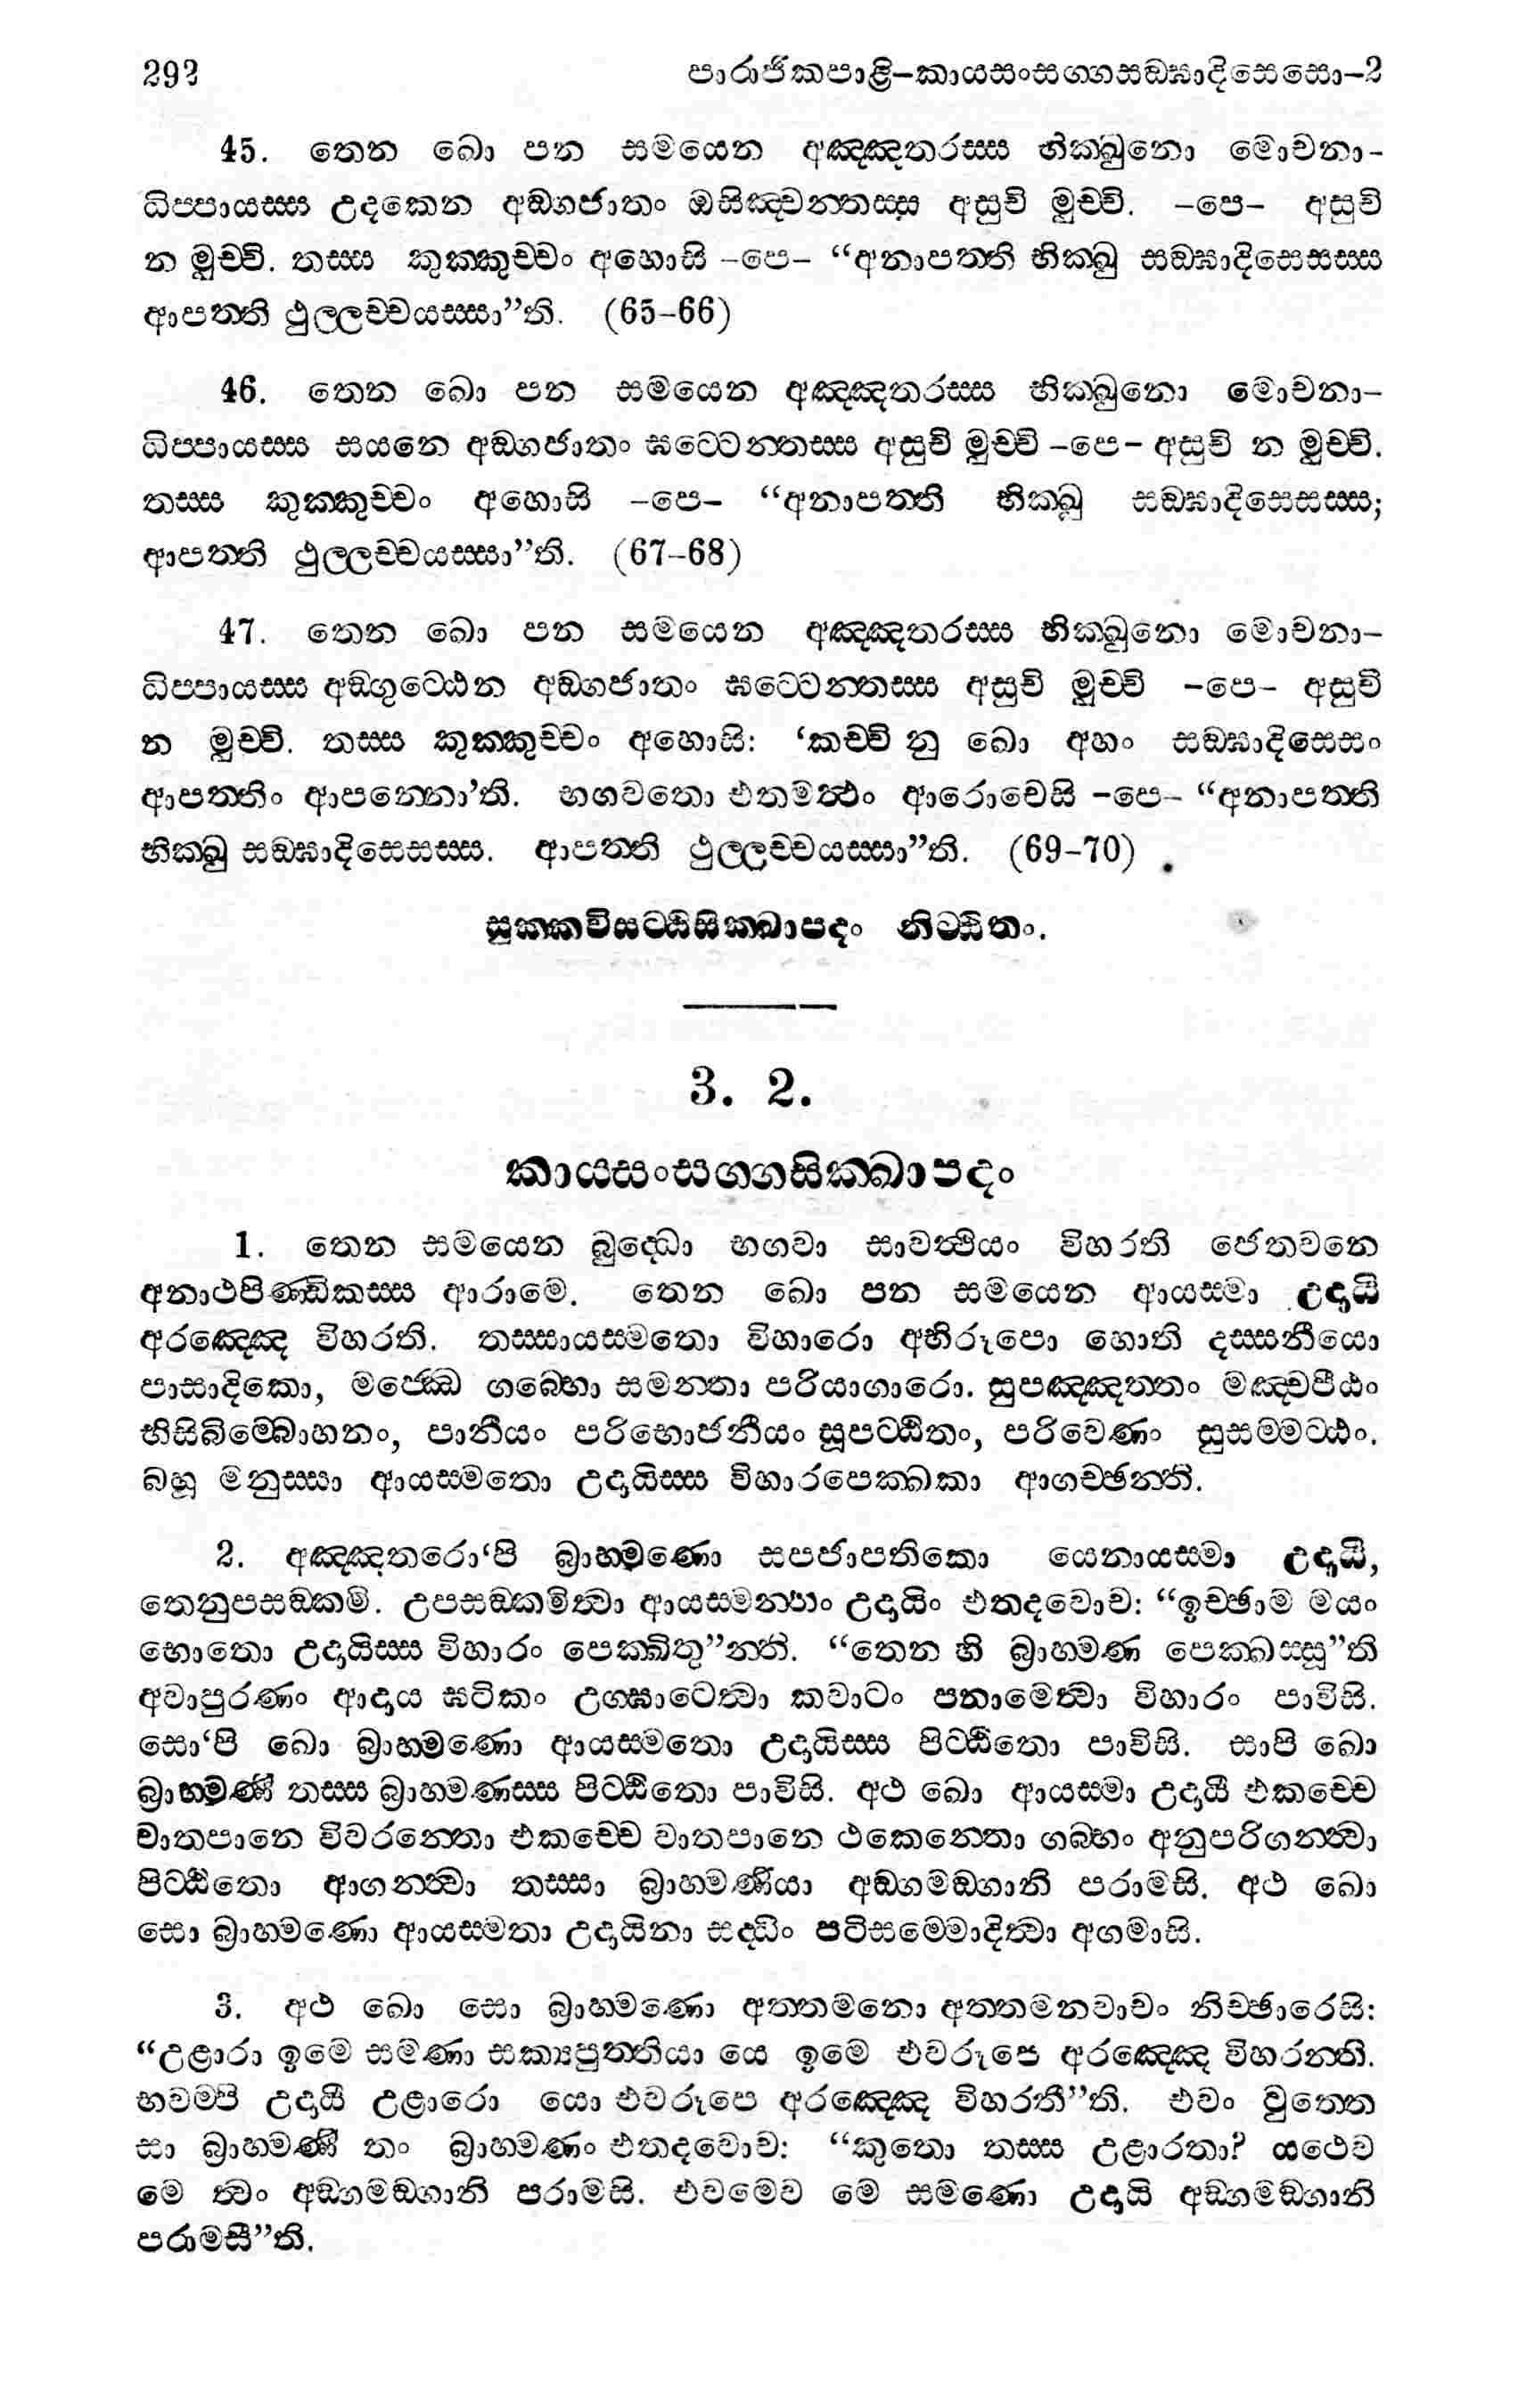 292 පාරාජිකපාළි–කායසංසග්ගසඞ්ඝාදිසෙසො–2
45. තෙන ඛො පන සමයෙන අඤ්ඤතරස්ස භික්ඛුනො මොචනා-
ධිප්පායස්ස උදකෙන අඞ්ගජාතං ඔසිඤ්චන්තස්ස අසුචි මුච්චි. –පෙ– අසුචි
න මුච්චි. තස්ස කුක්කුච්චං අහොසි –පෙ– “අනාපත්ති භික්ඛු සඞ්ඝාදිසෙසස්ස
ආපත්ති ථුල්ලච්චයස්සා”ති. (65–66)
46. තෙන ඛො පන සමයෙන අඤ්ඤතරස්ස භික්ඛුනො මොචනා–
ධිප්පායස්ස සයනෙ අඞ්ගජාතං ඝට්ටෙන්තස්ස අසුචි මුච්චි –පෙ– අසුචි න මුච්චි.
තස්ස කුක්කුච්චං අහොසි –පෙ– “අනාපත්ති භික්ඛු සඞ්ඝාදිසෙසස්ස;
ආපත්ති ථුල්ලච්චයස්සා”ති. (67–68)
47. තෙන ඛො පන සමයෙන අඤ්ඤතරස්ස භික්ඛුනො මොචනා–
ධිප්පායස්ස අඞ්ගුට්ඨෙන අඞ්ගජාතං ඝට්ටෙන්තස්ස අසුචි මුච්චි –පෙ– අසුචි
න මුච්චි. තස්ස කුක්කුච්චං අහොසි: ‘කච්චි නු ඛො අහං සඞ්ඝාදිසෙසං
ආපත්තිං ආපන්නො’ති. භගවතො එතමත්ථං ආරොචෙසි –පෙ– “අනාපත්ති
භික්ඛු සඞ්ඝාදිසෙසස්ස. ආපත්ති ථුල්ලච්චයස්සා”ති. (69–70)
සුක්කවිසට්ඨිසික්ඛාපදං නිට්ඨිතං.
3. 2.
කායසංසග්ගසික්ඛාපදං
1. තෙන සමයෙන බුද්ධො භගවා සාවත්ථියං විහරති ජෙතවනෙ
අනාථපිණ්ඩිකස්ස ආරාමෙ. තෙන ඛො පන සමයෙන ආයස්මා උදායි
අරඤ්ඤෙ විහරති. තස්සායස්මතො විහාරො අභිරූපො හොති දස්සනීයො
පාසාදිකො, මජ්ඣෙ ගබ්භො සමන්තා පරියාගාරො. සුපඤ්ඤත්තං මඤ්චපීඨං
භිසිබිම්බොහනං, පානීයං පරිභොජනීයං සූපට්ඨිතං, පරිවෙණං සුසම්මට්ඨං.
බහූ මනුස්සා ආයස්මතො උදායිස්ස විහාරපෙක්ඛකා ආගච්ඡන්ති.
2. අඤ්ඤතරො‘පි බ්‍රාහ්මණො සපජාපතිකො යෙනායස්මා උදායි,
තෙනුපසඞ්කමි. උපසඞ්කමිත්වා ආයස්මන්තං උදායිං එතදවොච: “ඉච්ඡාම මයං
භොතො උදායිස්ස විහාරං පෙක්ඛිතු”න්ති. “තෙන හි බ්‍රාහ්මණ පෙක්ඛස්සූ”ති
අවාපුරණං ආදාය ඝටිකං උග්ඝාටෙත්වා කවාටං පනාමෙත්වා විහාරං පාවිසි.
සො‘පි ඛො බ්‍රාහ්මණො ආයස්මතො උදායිස්ස පිට්ඨිතො පාවිසි. සාපි ඛො
බ්‍රාහ්මණී තස්ස බ්‍රාහ්මණස්ස පිට්ඨිතො පාවිසි. අථ ඛො ආයස්මා උදායී එකච්චෙ
වාතපානෙ විවරන්තො එකච්චෙ වාතපානෙ ථකෙන්තො ගබ්භං අනුපරිගන්ත්වා
පිට්ඨිතො ආගන්ත්වා තස්සා බ්‍රාහ්මණියා අඞ්ගමඞ්ගානි පරාමසි. අථ ඛො
සො බ්‍රාහ්මණො ආයස්මතා උදායිනා සද්ධිං පටිසම්මොදිත්වා අගමාසි.
3. අථ ඛො සො බ්‍රාහ්මණො අත්තමනො අත්තමනවාචං නිච්ඡාරෙසි:
“උළාරා ඉමෙ සමණා සක්‍යපුත්තියා යෙ ඉමෙ එවරූපෙ අරඤ්ඤෙ විහරන්ති.
භවම්පි උදායී උළාරො යො එවරූපෙ අරඤ්ඤෙ විහරතී”ති. එවං වුත්තෙ
සා බ්‍රාහ්මණී තං බ්‍රාහ්මණං එතදවොච: “කුතො තස්ස උළාරතා? යථෙව
මෙ ත්වං අඞ්ගමඞ්ගානි පරාමසි. එවමෙව මෙ සමණො උදායි අඞ්ගමඞ්ගානි
පරාමසී”ති.